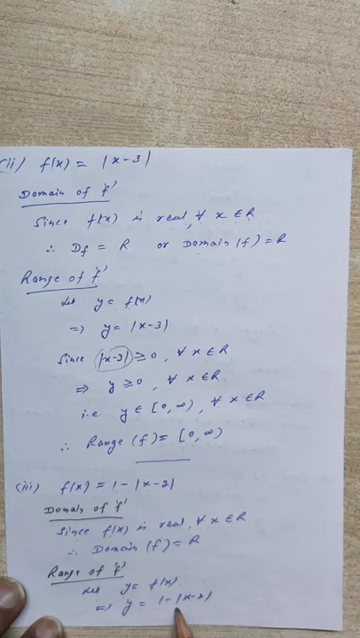 (ii) f(x) = |x-3|
Domain of 'f'
Since f(x) is real, ∀ x ∈ R
∴ Df = R or Domain (f) = R
Range of 'f'
Let y = f(x)
⇒ y = |x-3|
Since |x-3| ≥ 0, ∀ x ∈ R
⇒ y ≥ 0, ∀ x ∈ R
i.e. y ∈ [0, ∞), ∀ x ∈ R
∴ Range (f) = [0, ∞)
(iii) f(x) = 1 - |x-2|
Domain of 'f'
Since f(x) is real, ∀ x ∈ R
∴ Domain (f) = R
Range of 'f'
Let y = f(x)
⇒ y = 1 - |x-2|